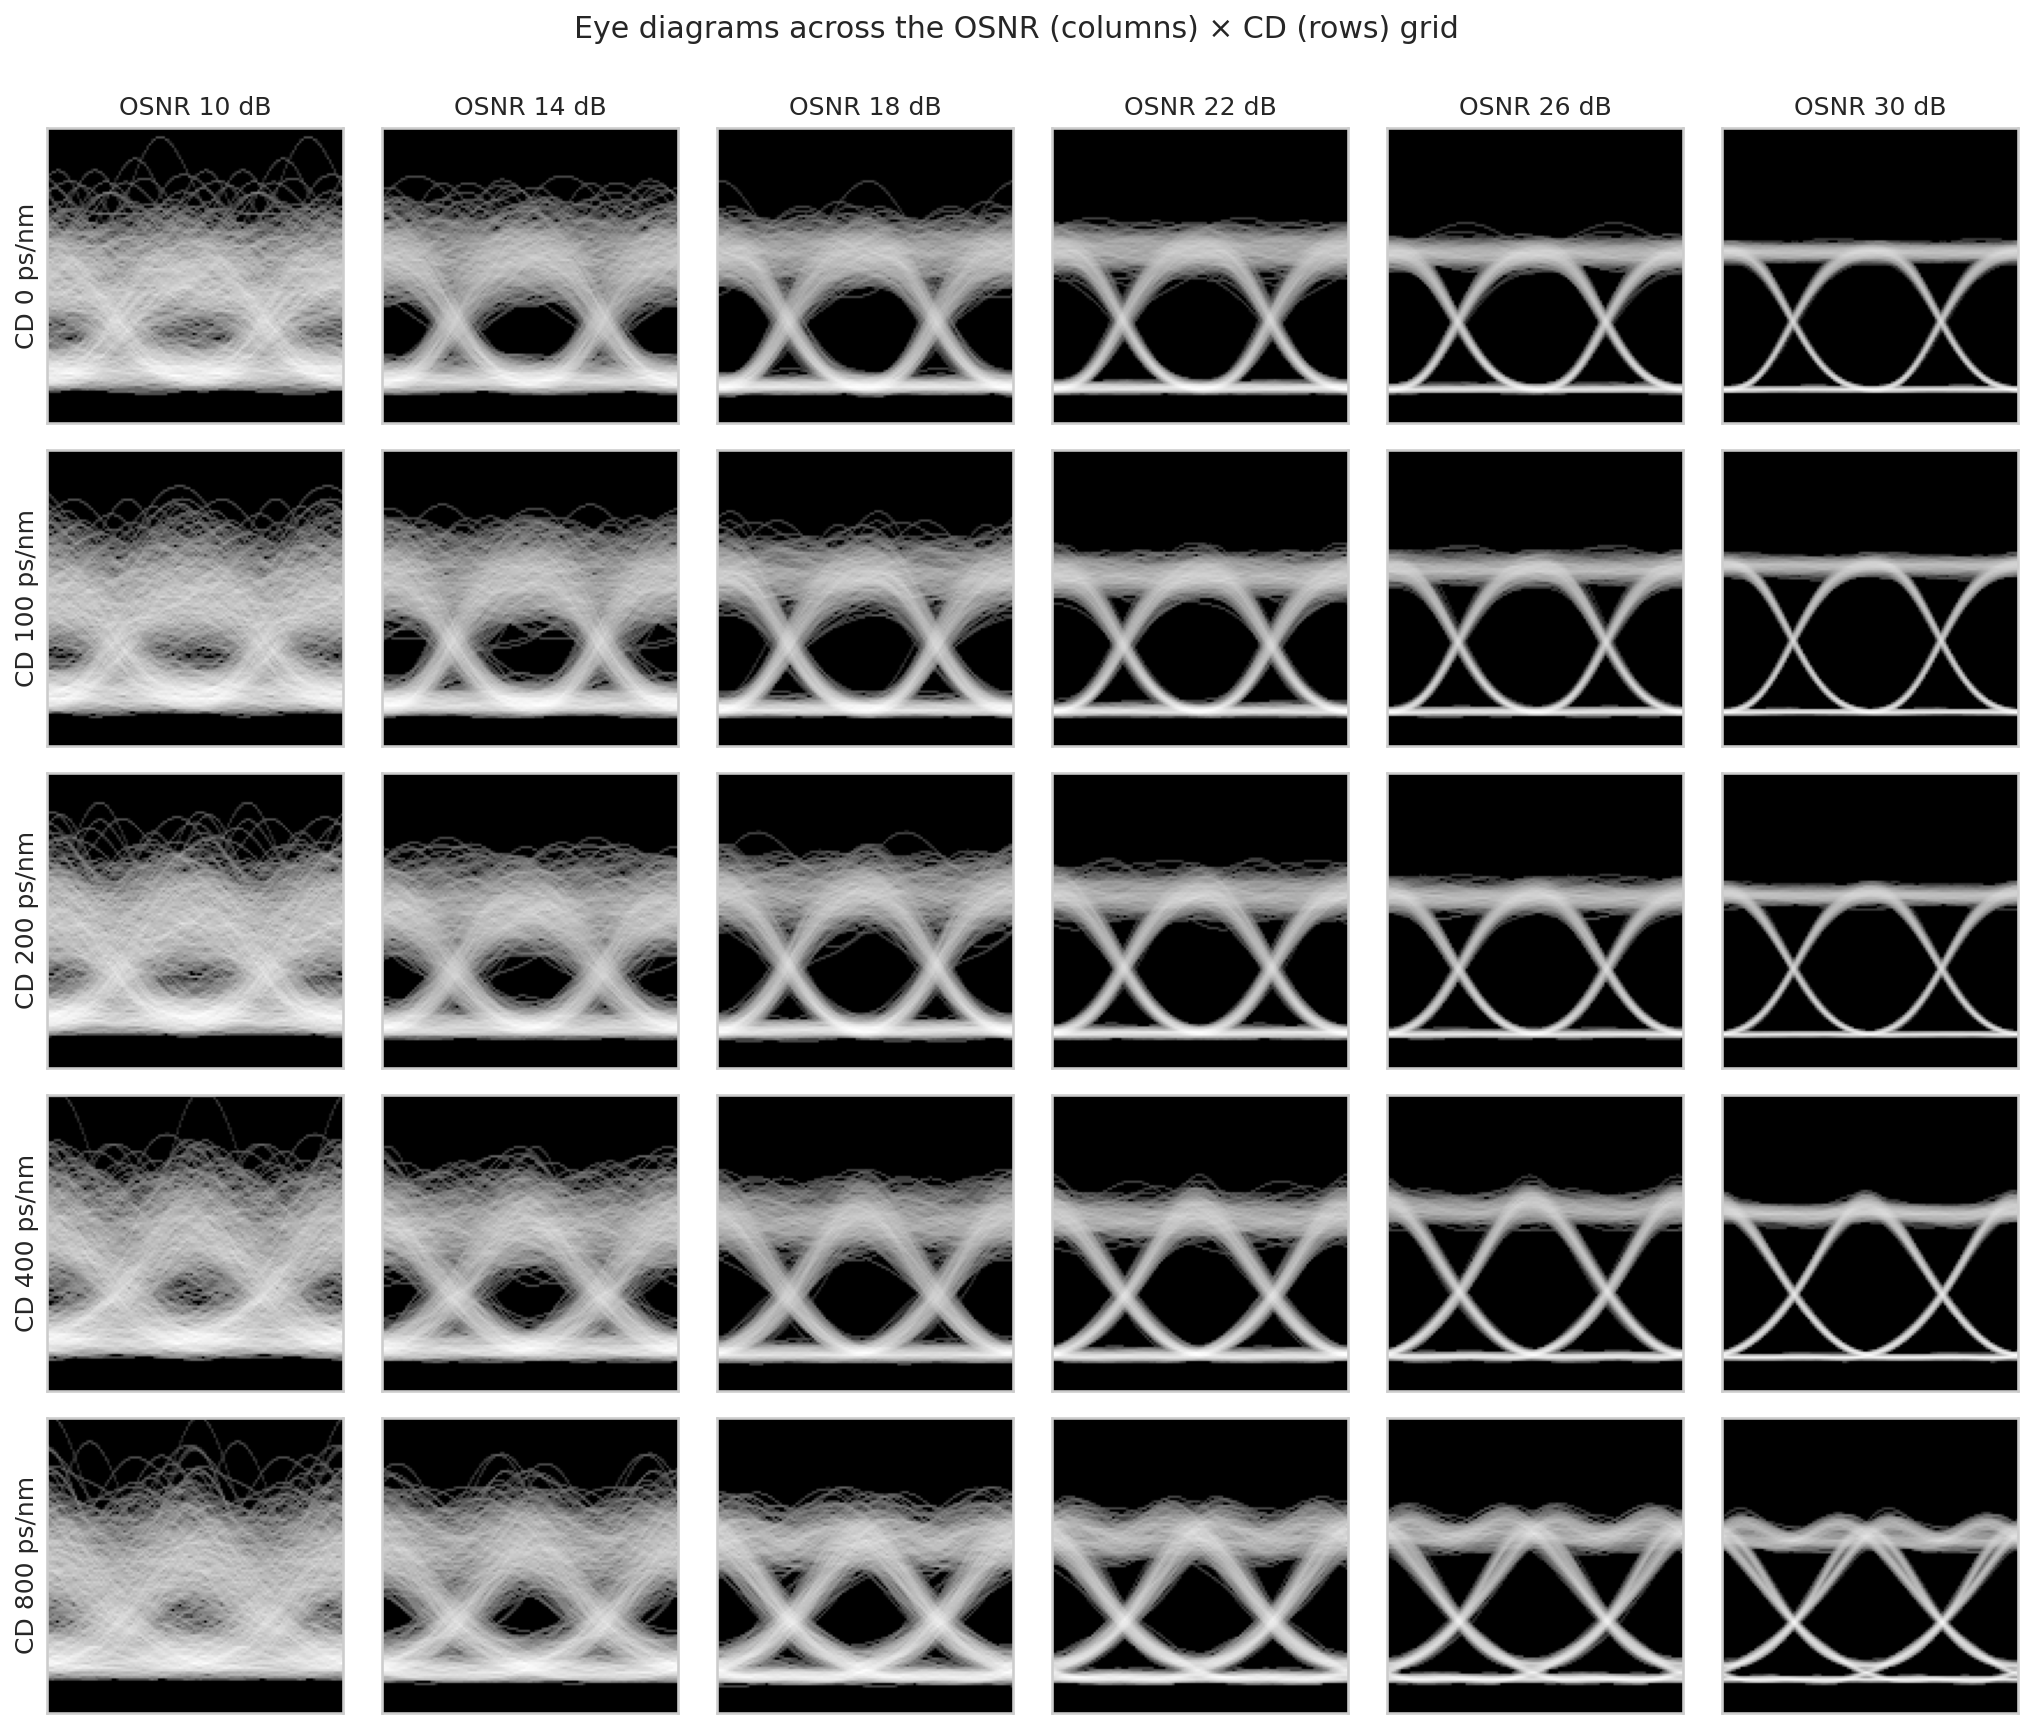 Eye diagrams across the OSNR (columns) × CD (rows) grid
OSNR 10 dB
OSNR 14 dB
OSNR 18 dB
OSNR 22 dB
OSNR 26 dB
OSNR 30 dB
CD 0 ps/nm
CD 100 ps/nm
CD 200 ps/nm
CD 400 ps/nm
CD 800 ps/nm